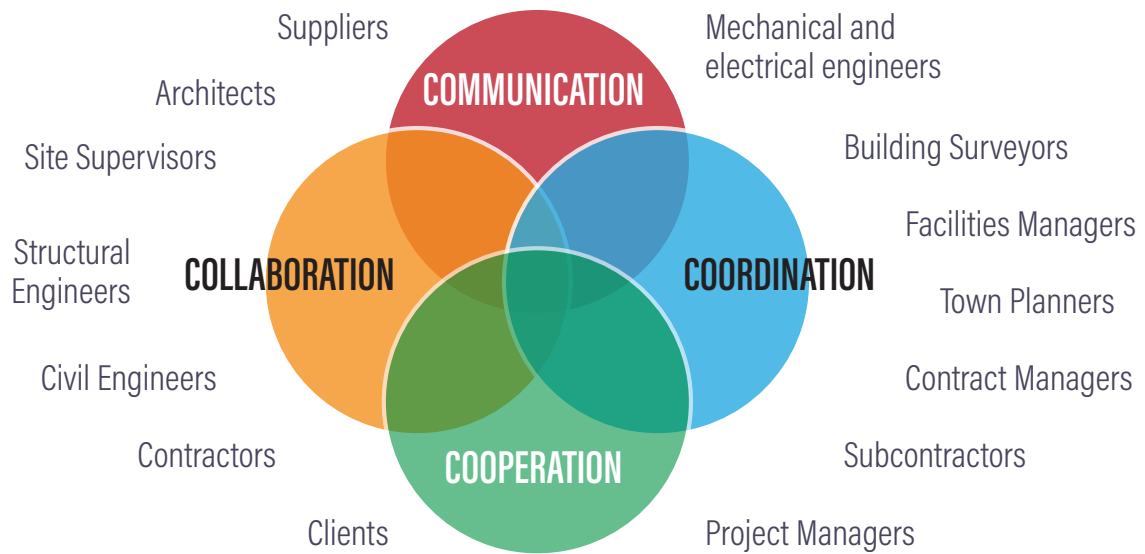 Suppliers
Mechanical and
electrical engineers
COMMUNICATION
Architects
Site Supervisors
Building Surveyors
Facilities Managers
Structural
Engineers
COLLABORATION
COORDINATION
Town Planners
Civil Engineers
Contract Managers
Contractors
COOPERATION
Subcontractors
Clients
Project Managers